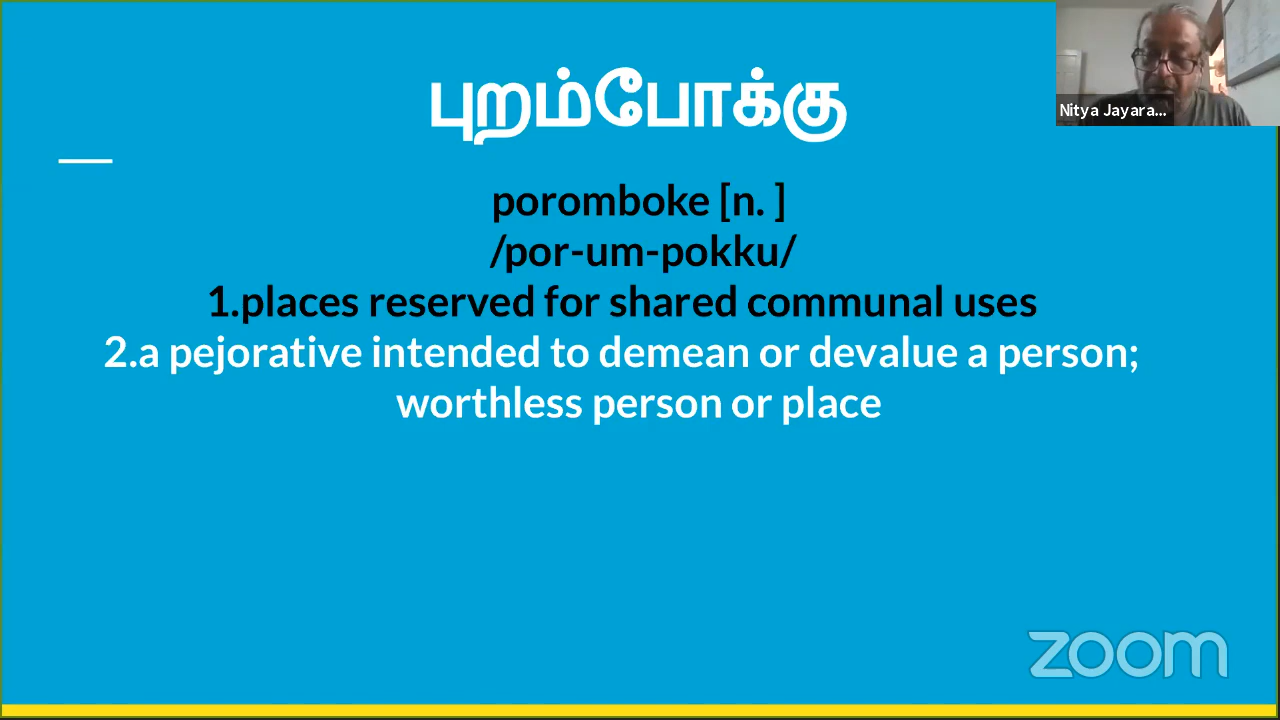 புறம்போக்கு
Nitya Jayara...
poromboke [n. ]
/por-um-pokku/
1.places reserved for shared communal uses
2.a pejorative intended to demean or devalue a person;
worthless person or place
zoom